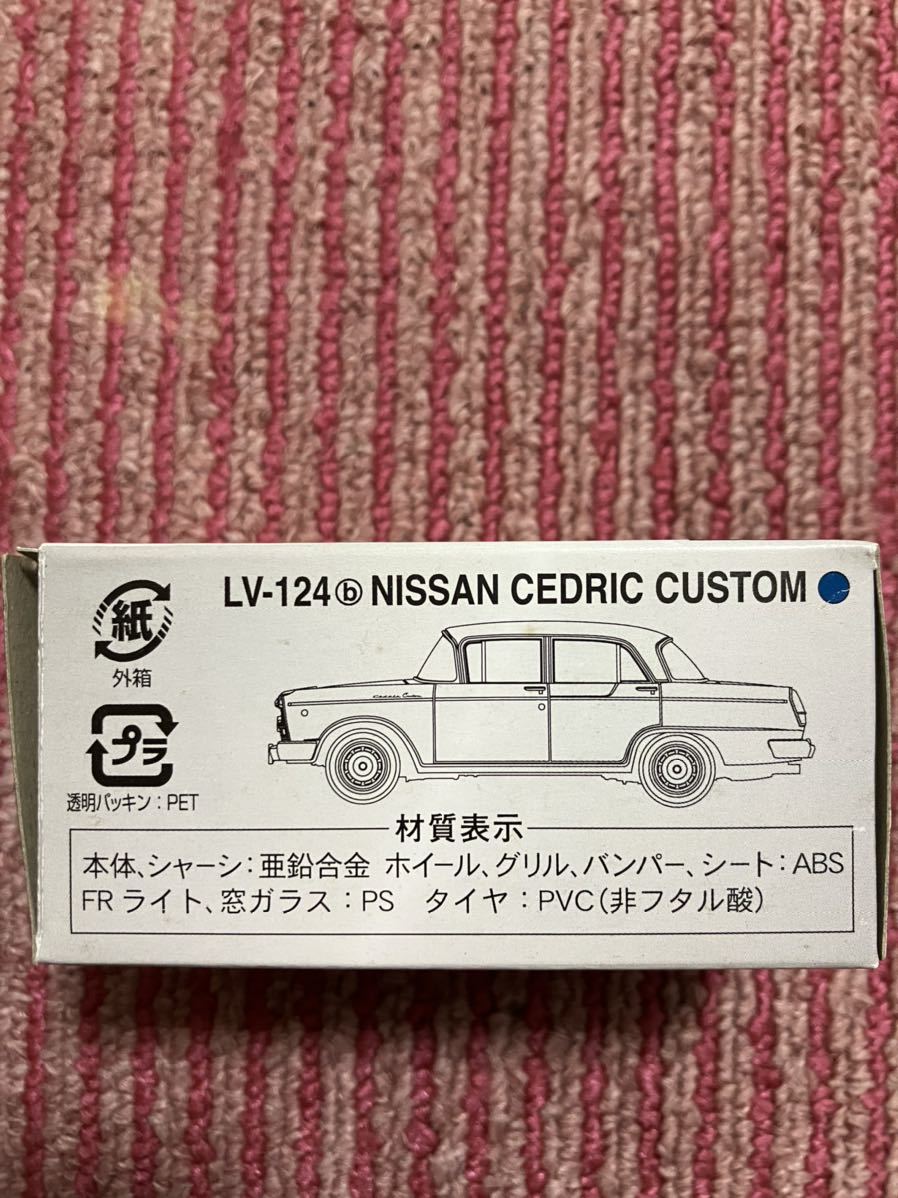 LV-124ⓑ NISSAN CEDRIC CUSTOM
紙
外箱
プラ
透明パッキン：PET
材質表示
本体、シャーシ：亜鉛合金 ホイール、グリル、バンパー、シート：ABS
FRライト、窓ガラス：PS タイヤ：PVC（非フタル酸）